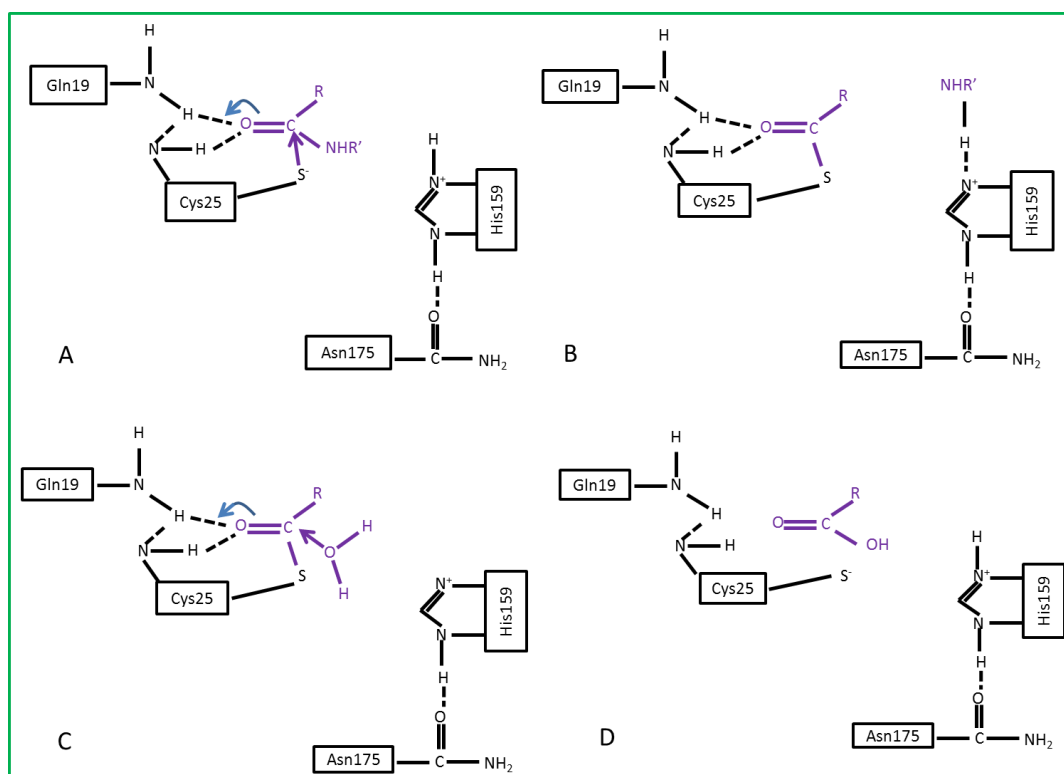 H
Gln19
N
R
H
O
C
NHR’
N
H
S-
Cys25
H
N+
His159
N
H
O
Asn175
C
NH2
A
H
Gln19
N
R
H
O
C
N
H
S
Cys25
NHR’
H
N+
His159
N
H
O
Asn175
C
NH2
B
H
Gln19
N
R
H
O
C
H
N
H
O
S
H
Cys25
N+
His159
N
H
O
Asn175
C
NH2
C
H
Gln19
N
R
H
O
C
N
H
OH
S-
Cys25
H
N+
His159
N
H
O
Asn175
C
NH2
D